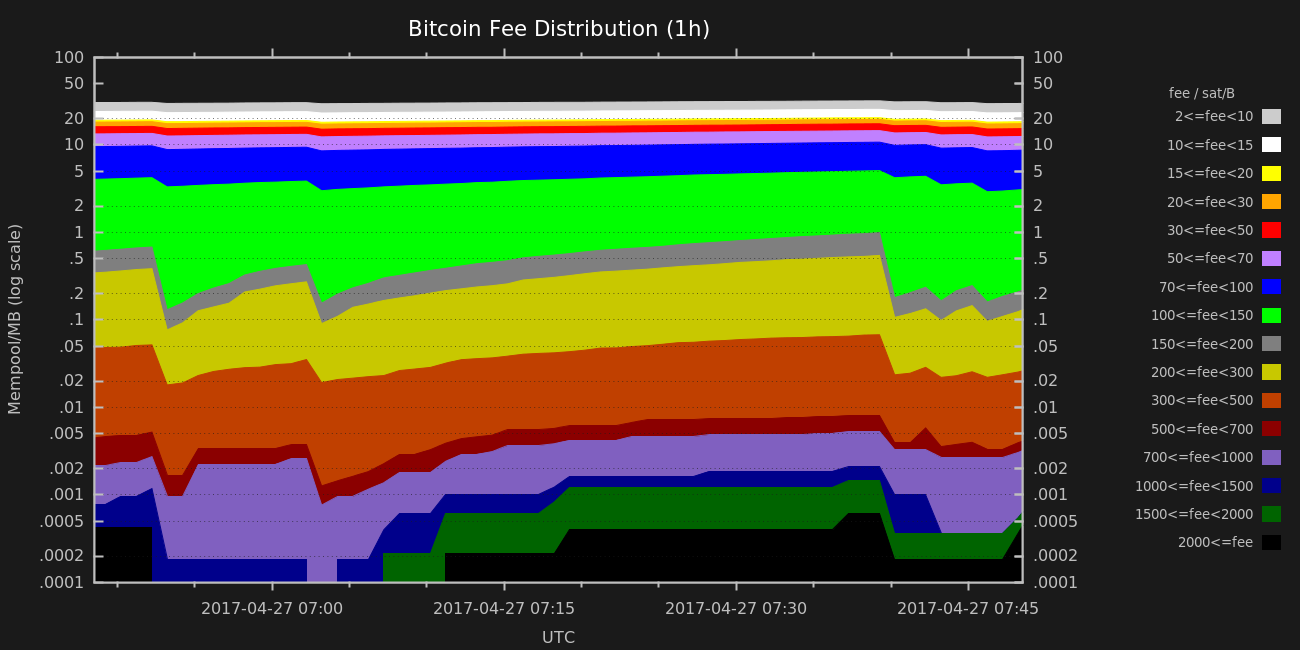 Bitcoin Fee Distribution (1h)
Mempool/MB (log scale)
100
50
20
10
5
2
1
.5
.2
.1
.05
.02
.01
.005
.002
.001
.0005
.0002
.0001
100
50
20
10
5
2
1
.5
.2
.1
.05
.02
.01
.005
.002
.001
.0005
.0002
.0001
2017-04-27 07:00
2017-04-27 07:15
2017-04-27 07:30
2017-04-27 07:45
UTC
fee / sat/B
2<=fee<10
10<=fee<15
15<=fee<20
20<=fee<30
30<=fee<50
50<=fee<70
70<=fee<100
100<=fee<150
150<=fee<200
200<=fee<300
300<=fee<500
500<=fee<700
700<=fee<1000
1000<=fee<1500
1500<=fee<2000
2000<=fee